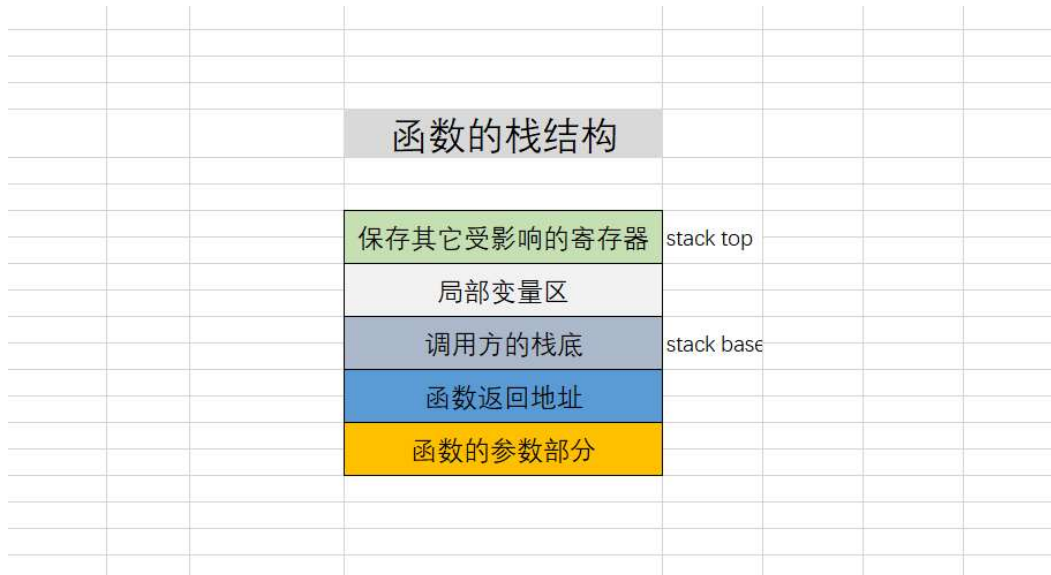 函数的栈结构
保存其它受影响的寄存器 stack top
局部变量区
调用方的栈底 stack base
函数返回地址
函数的参数部分